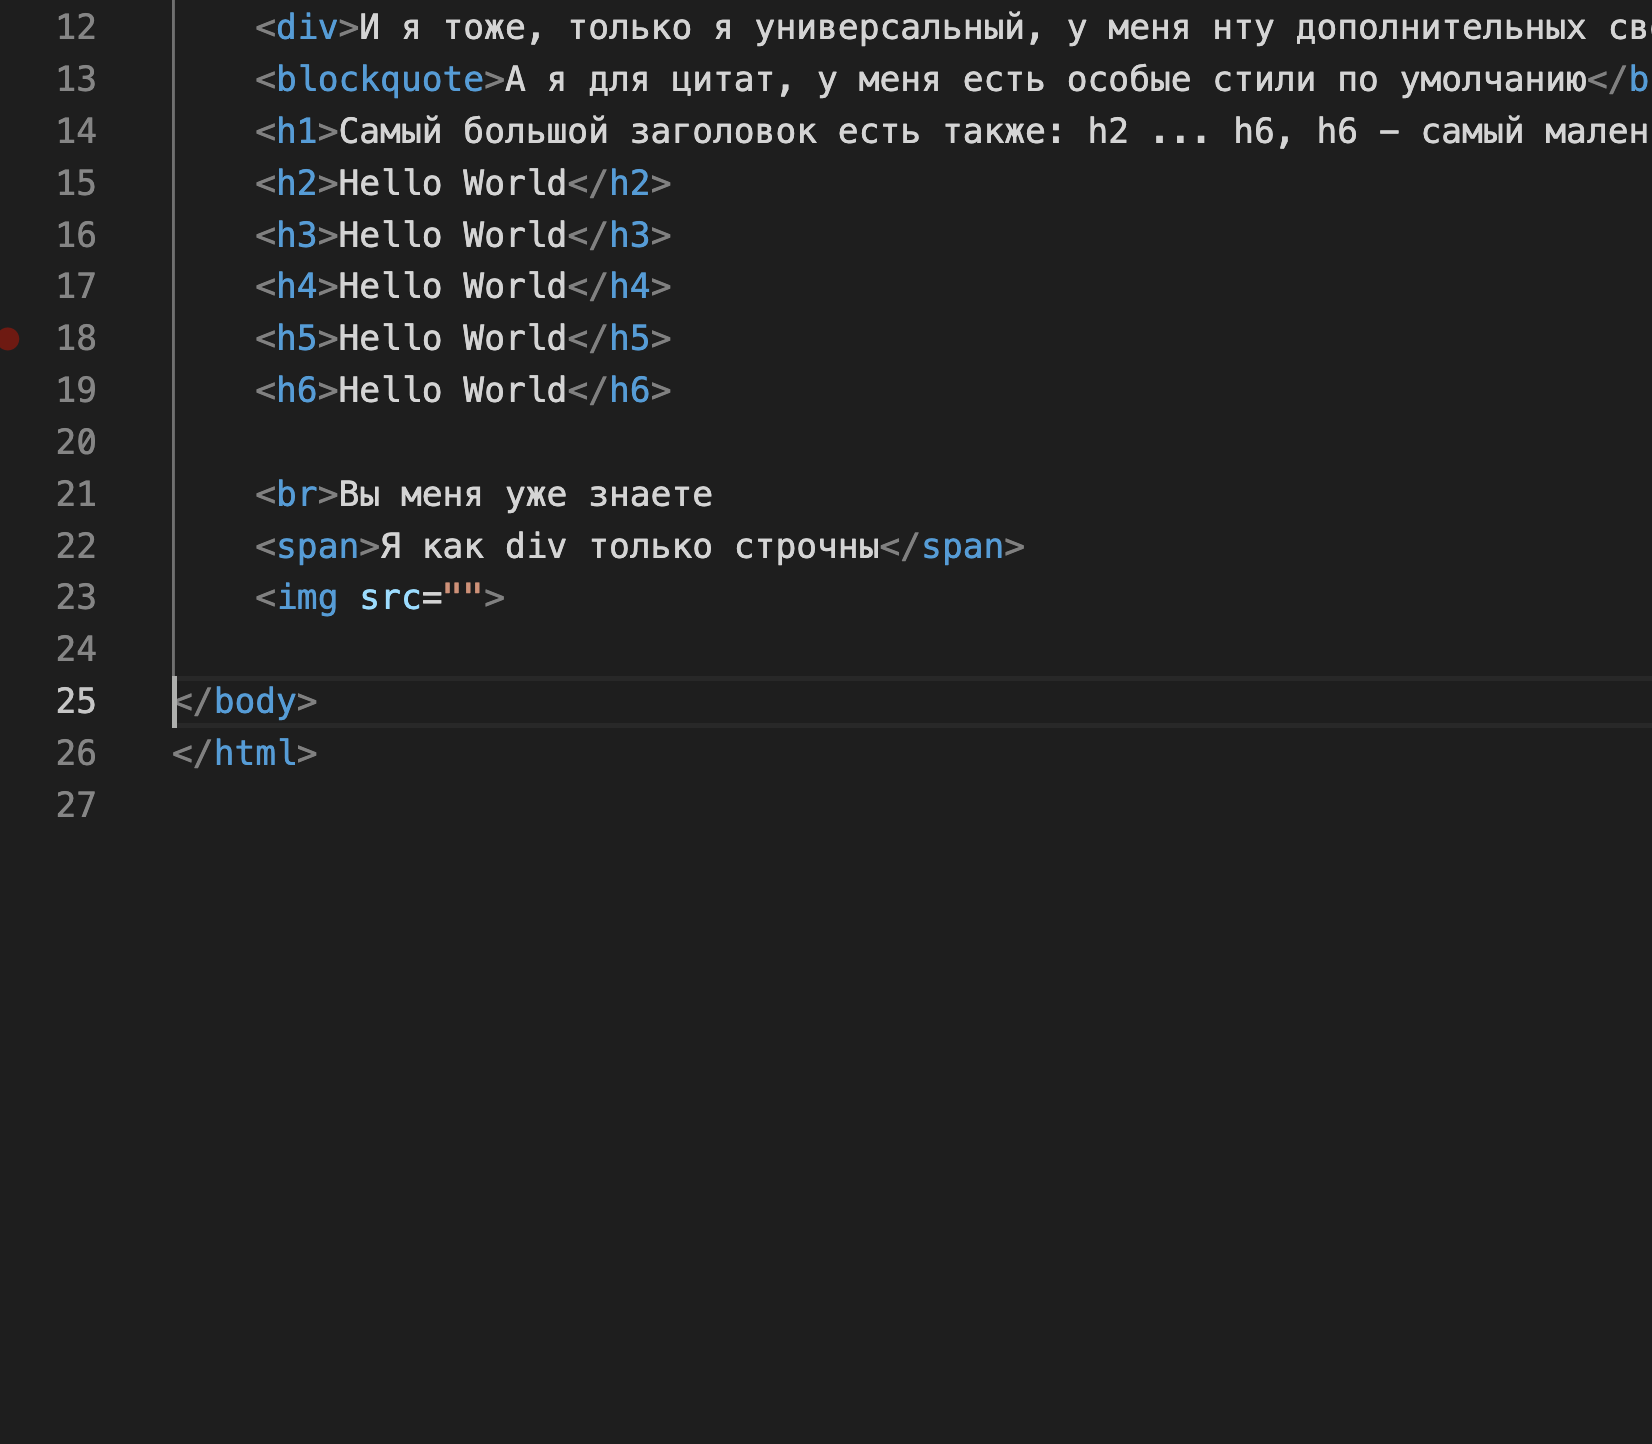 12 <div>И я тоже, только я универсальный, у меня нту дополнительных
13 <blockquote>А я для цитат, у меня есть особые стили по умолчанию</b
14 <h1>Самый большой заголовок есть также: h2 ... h6, h6 - самый мален
15 <h2>Hello World</h2>
16 <h3>Hello World</h3>
17 <h4>Hello World</h4>
18 <h5>Hello World</h5>
19 <h6>Hello World</h6>
20
21 <br>Вы меня уже знаете
22 <span>Я как div только строчны</span>
23 <img src="">
24
25 </body>
26 </html>
27